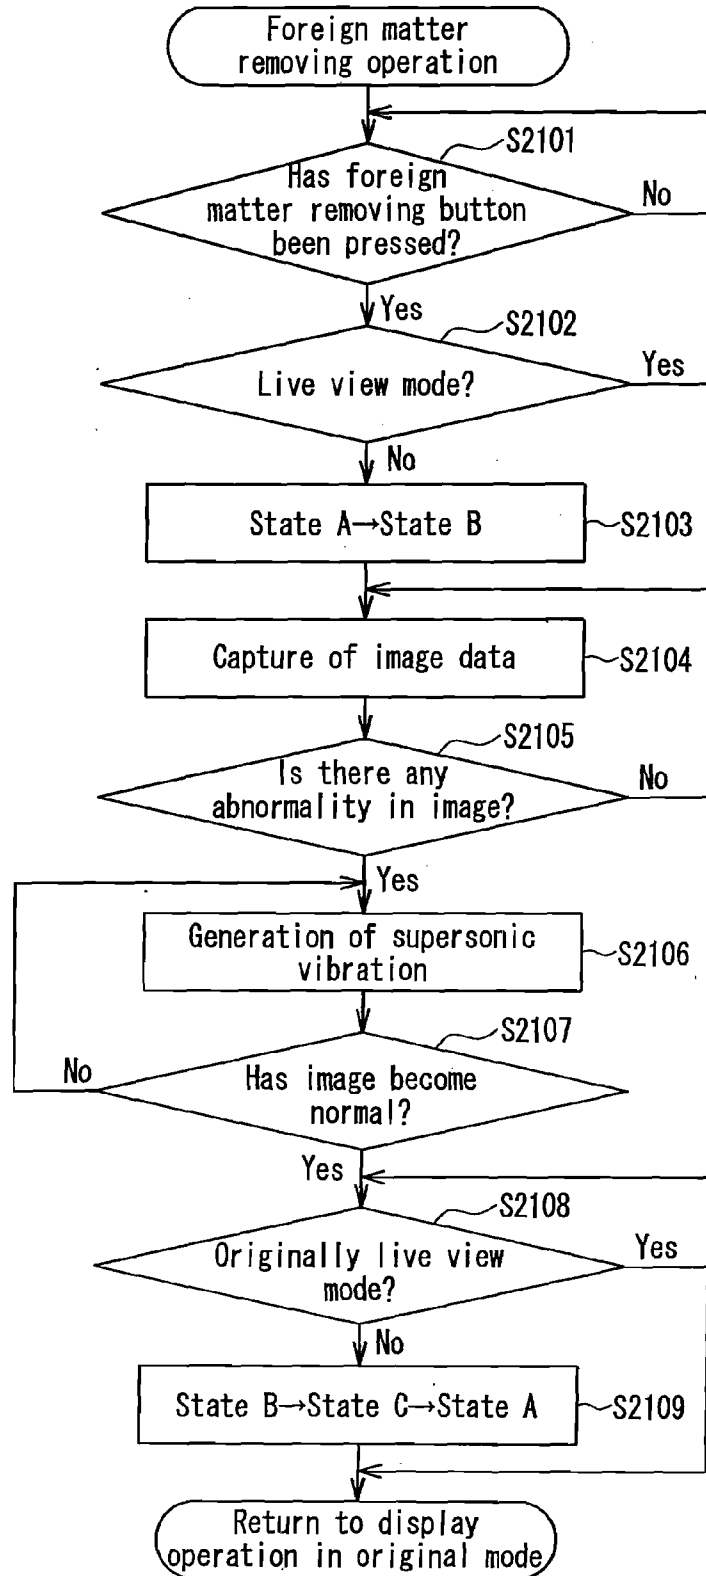 Foreign matter
removing operation
S2101
Has foreign
matter removing button
been pressed?
No
Yes
S2102
Live view mode?
Yes
No
State A→State B
S2103
Capture of image data
S2104
S2105
Is there any
abnormality in image?
No
Yes
Generation of supersonic
vibration
S2106
S2107
Has image become
normal?
No
Yes
S2108
Originally live view
mode?
Yes
No
State B→State C→State A
S2109
Return to display
operation in original mode